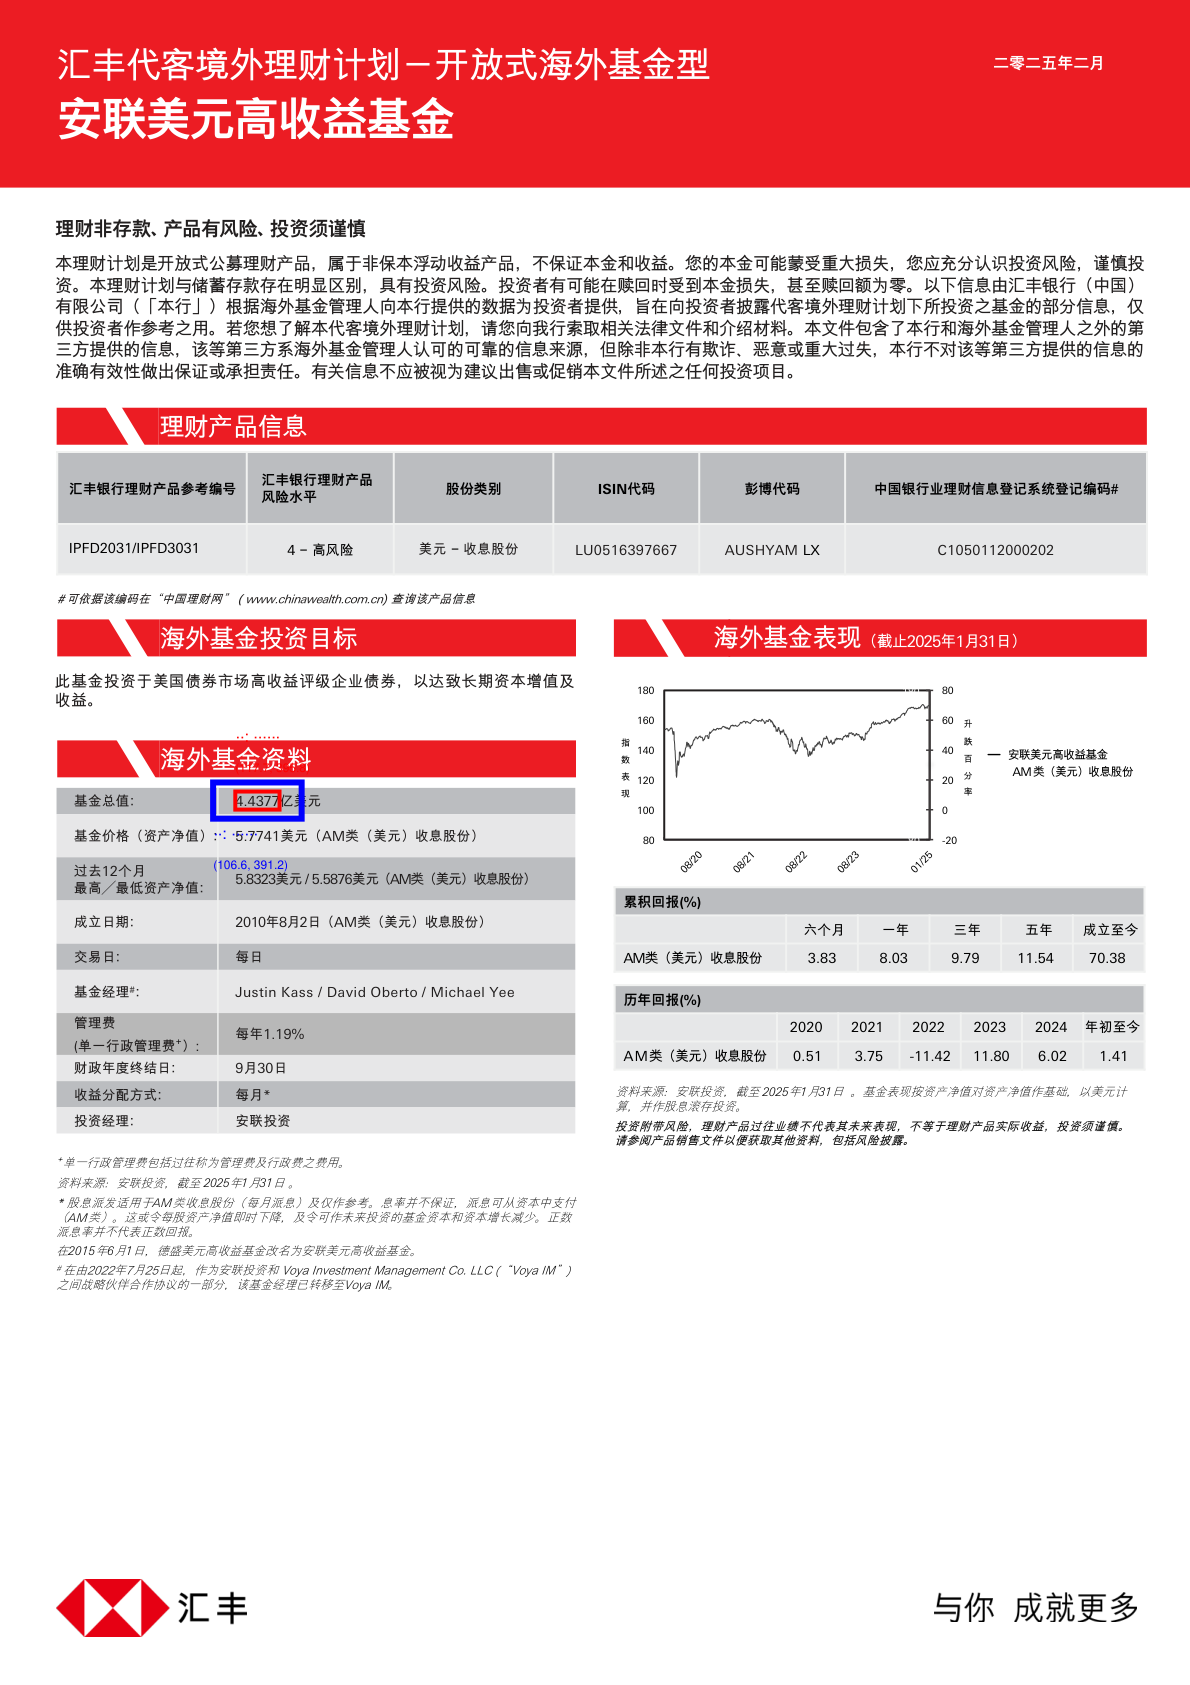 汇丰代客境外理财计划－开放式海外基金型
二零二五年二月
安联美元高收益基金
理财非存款、产品有风险、投资须谨慎
本理财计划是开放式公募理财产品，属于非保本浮动收益产品，不保证本金和收益。您的本金可能蒙受重大损失，您应充分认识投资风险，谨慎投
资。本理财计划与储蓄存款存在明显区别，具有投资风险。投资者有可能在赎回时受到本金损失，甚至赎回额为零。以下信息由汇丰银行（中国）
有限公司（「本行」）根据海外基金管理人向本行提供的数据为投资者提供，旨在向投资者披露代客境外理财计划下所投资之基金的部分信息，仅
供投资者作参考之用。若您想了解本代客境外理财计划，请您向我行索取相关法律文件和介绍材料。本文件包含了本行和海外基金管理人之外的第
三方提供的信息，该等第三方系海外基金管理人认可的可靠的信息来源，但除非本行有欺诈、恶意或重大过失，本行不对该等第三方提供的信息的
准确有效性做出保证或承担责任。有关信息不应被视为建议出售或促销本文件所述之任何投资项目。
理财产品信息
汇丰银行理财产品参考编号 汇丰银行理财产品风险水平 股份类别 ISIN代码 彭博代码 中国银行业理财信息登记系统登记编码#
IPFD2031/IPFD3031 4 – 高风险 美元 – 收息股份 LU0516397667 AUSHYAM LX C1050112000202
# 可依据该编码在“中国理财网”( www.chinawealth.com.cn) 查询该产品信息
海外基金投资目标
此基金投资于美国债券市场高收益评级企业债券，以达致长期资本增值及
收益。
海外基金资料
基金总值: 4.4377亿美元
基金价格（资产净值）: 5.7741美元（AM类（美元）收息股份）
(106.6, 391.2)
过去12个月
最高／最低资产净值: 5.8323美元 / 5.5876美元（AM类（美元）收息股份）
成立日期: 2010年8月2日（AM类（美元）收息股份）
交易日: 每日
基金经理#: Justin Kass / David Oberto / Michael Yee
管理费
(单一行政管理费+）: 每年1.19%
财政年度终结日: 9月30日
收益分配方式: 每月*
投资经理: 安联投资
+ 单一行政管理费包括过往称为管理费及行政费之费用。
资料来源：安联投资，截至 2025年1月31日 。
* 股息派发适用于AM类收息股份（每月派息）及仅作参考。息率并不保证，派息可从资本中支付
（AM类）。这或令每股资产净值即时下降，及令可作未来投资的基金资本和资本增长减少。正数
派息率并不代表正数回报。
在2015年6月1日，德盛美元高收益基金改名为安联美元高收益基金。
# 在由2022年7月25日起，作为安联投资和 Voya Investment Management Co. LLC (“Voya IM”)
之间战略伙伴合作协议的一部分，该基金经理已转移至Voya IM。
海外基金表现（截止2025年1月31日）
指数表现
180
160
140
120
100
80
80
60
40
20
0
-20
升跌百分率
08/20 08/21 08/22 08/23 01/25
安联美元高收益基金
AM 类（美元）收息股份
累积回报(%)
六个月 一年 三年 五年 成立至今
AM类（美元）收息股份 3.83 8.03 9.79 11.54 70.38
历年回报(%)
2020 2021 2022 2023 2024 年初至今
AM类（美元）收息股份 0.51 3.75 -11.42 11.80 6.02 1.41
资料来源：安联投资，截至 2025年1月31日 。基金表现按资产净值对资产净值作基础，以美元计
算，并作股息滚存投资。
投资附带风险，理财产品过往业绩不代表其未来表现，不等于理财产品实际收益，投资须谨慎。
请参阅产品销售文件以便获取其他资料，包括风险披露。
汇丰
与你 成就更多